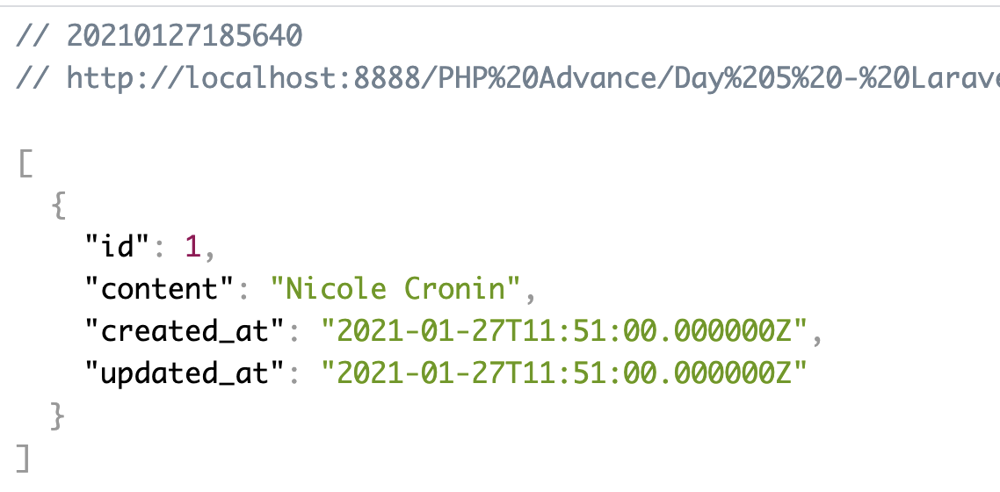 // 20210127185640
// http://localhost:8888/PHP%20Advance/Day%205%20-%20Larave
[
{
"id": 1,
"content": "Nicole Cronin",
"created_at": "2021-01-27T11:51:00.000000Z",
"updated_at": "2021-01-27T11:51:00.000000Z"
}
]